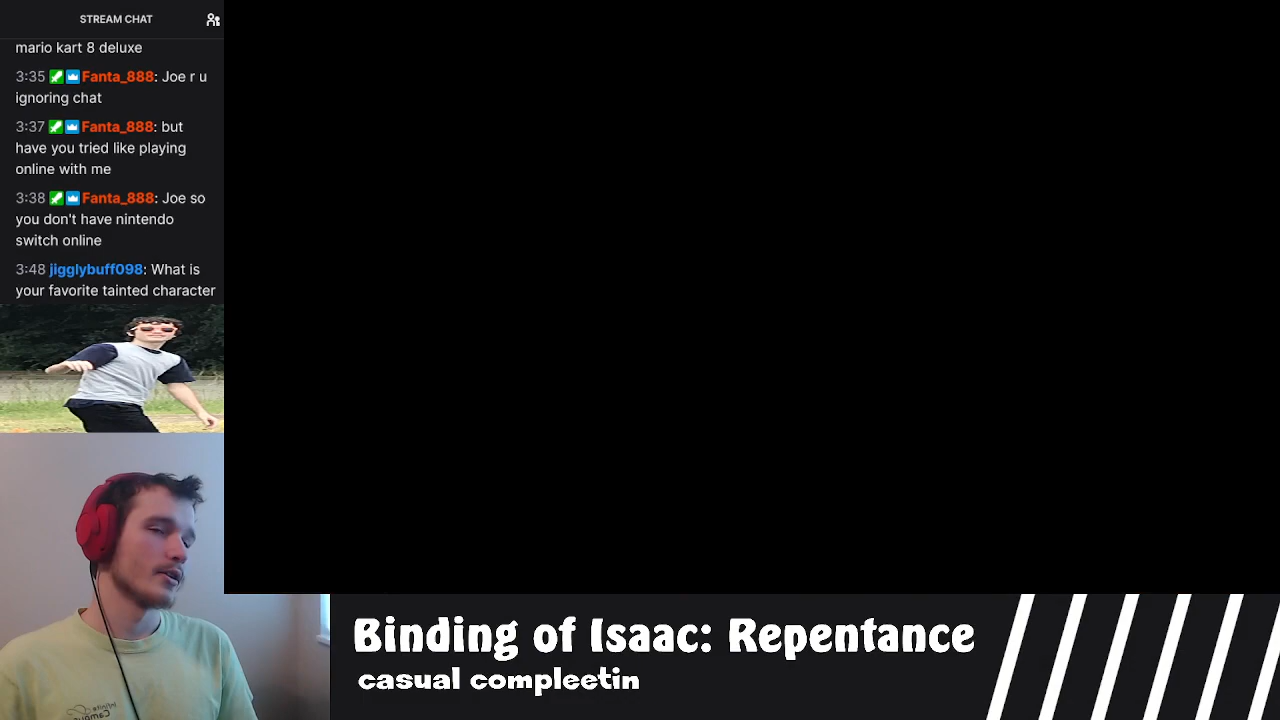 STREAM CHAT
mario kart 8 deluxe
3:35 Fanta_888: Joe r u
ignoring chat
3:37 Fanta_888: but
have you tried like playing
online with me
3:38 Fanta_888: Joe so
you don't have nintendo
switch online
3:48 jigglybuff098: What is
your favorite tainted character
Binding of Isaac: Repentance
casual compleetin